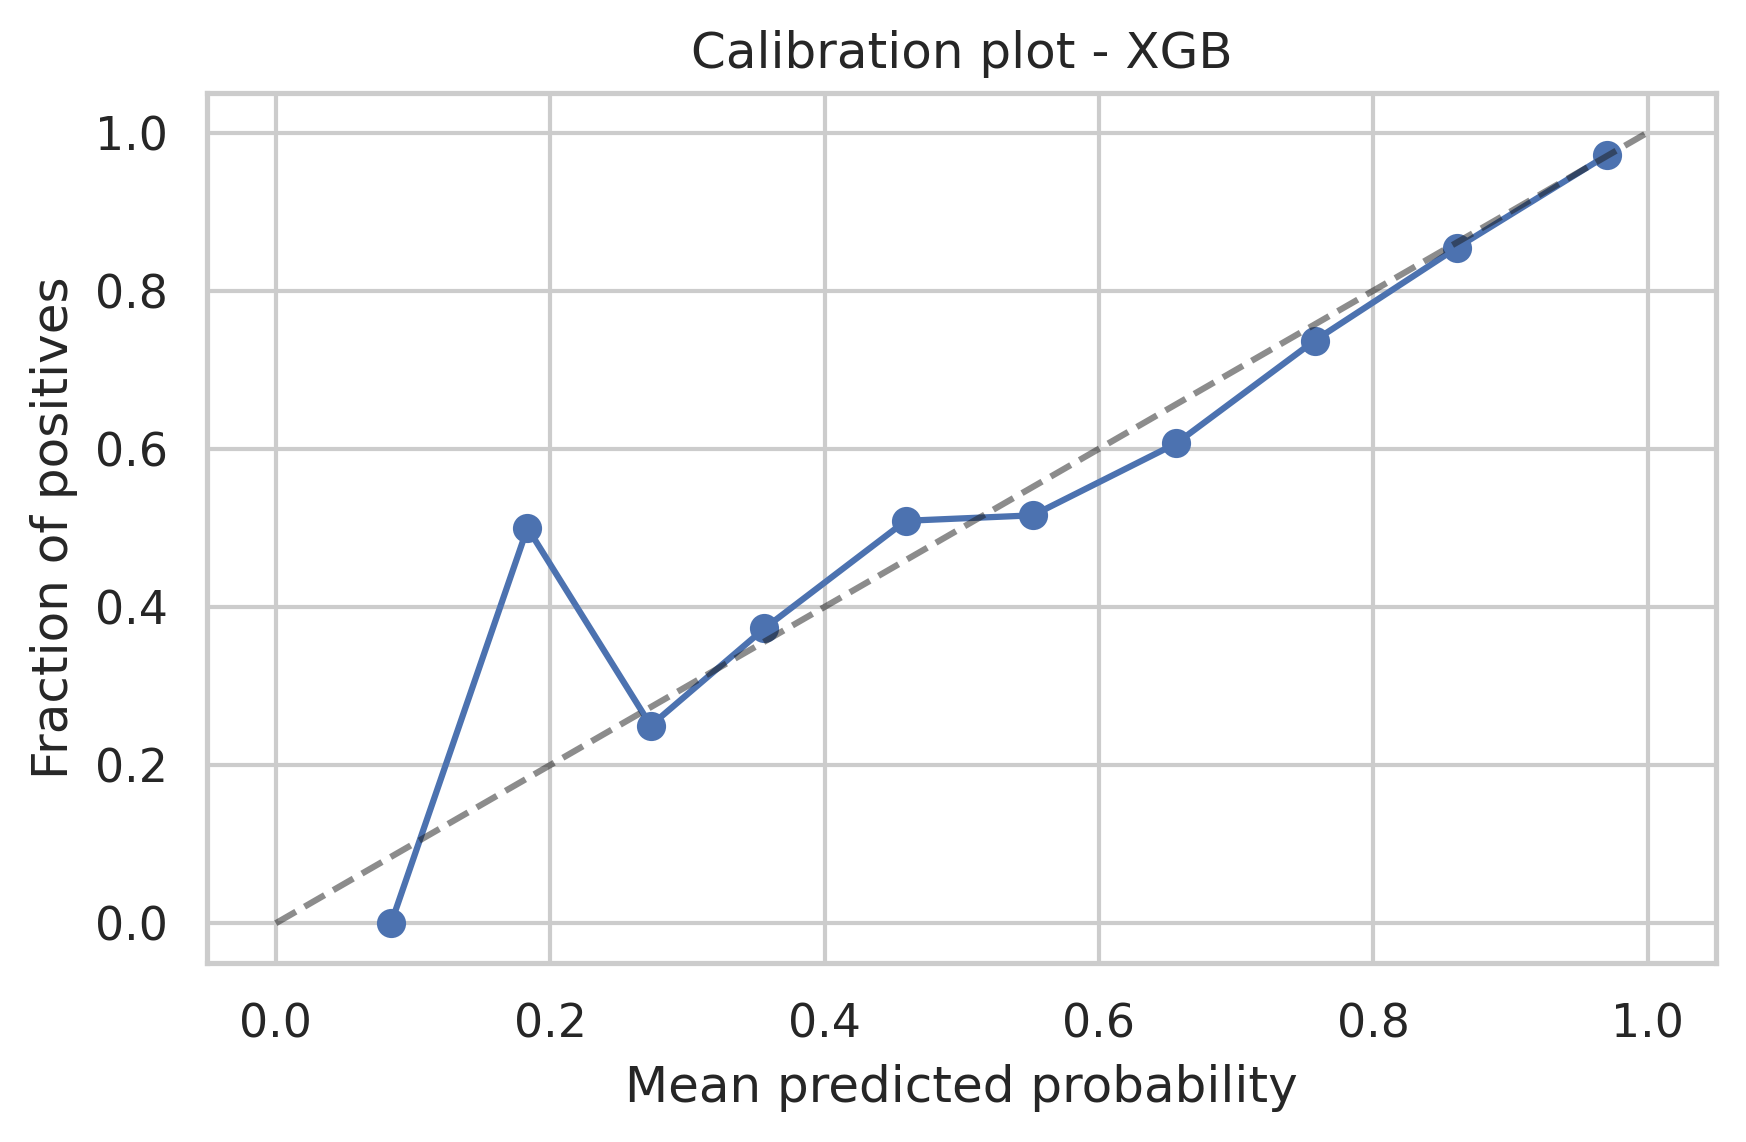 Calibration plot - XGB
1.0
0.8
0.6
0.4
0.2
0.0
Fraction of positives
0.0 0.2 0.4 0.6 0.8 1.0
Mean predicted probability